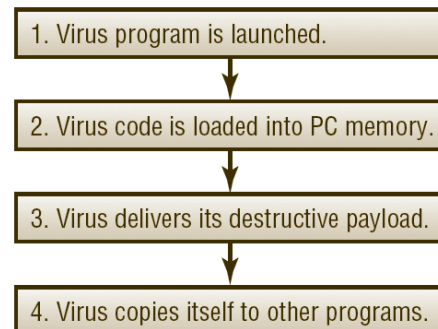 1. Virus program is launched.
2. Virus code is loaded into PC memory.
3. Virus delivers its destructive payload.
4. Virus copies itself to other programs.